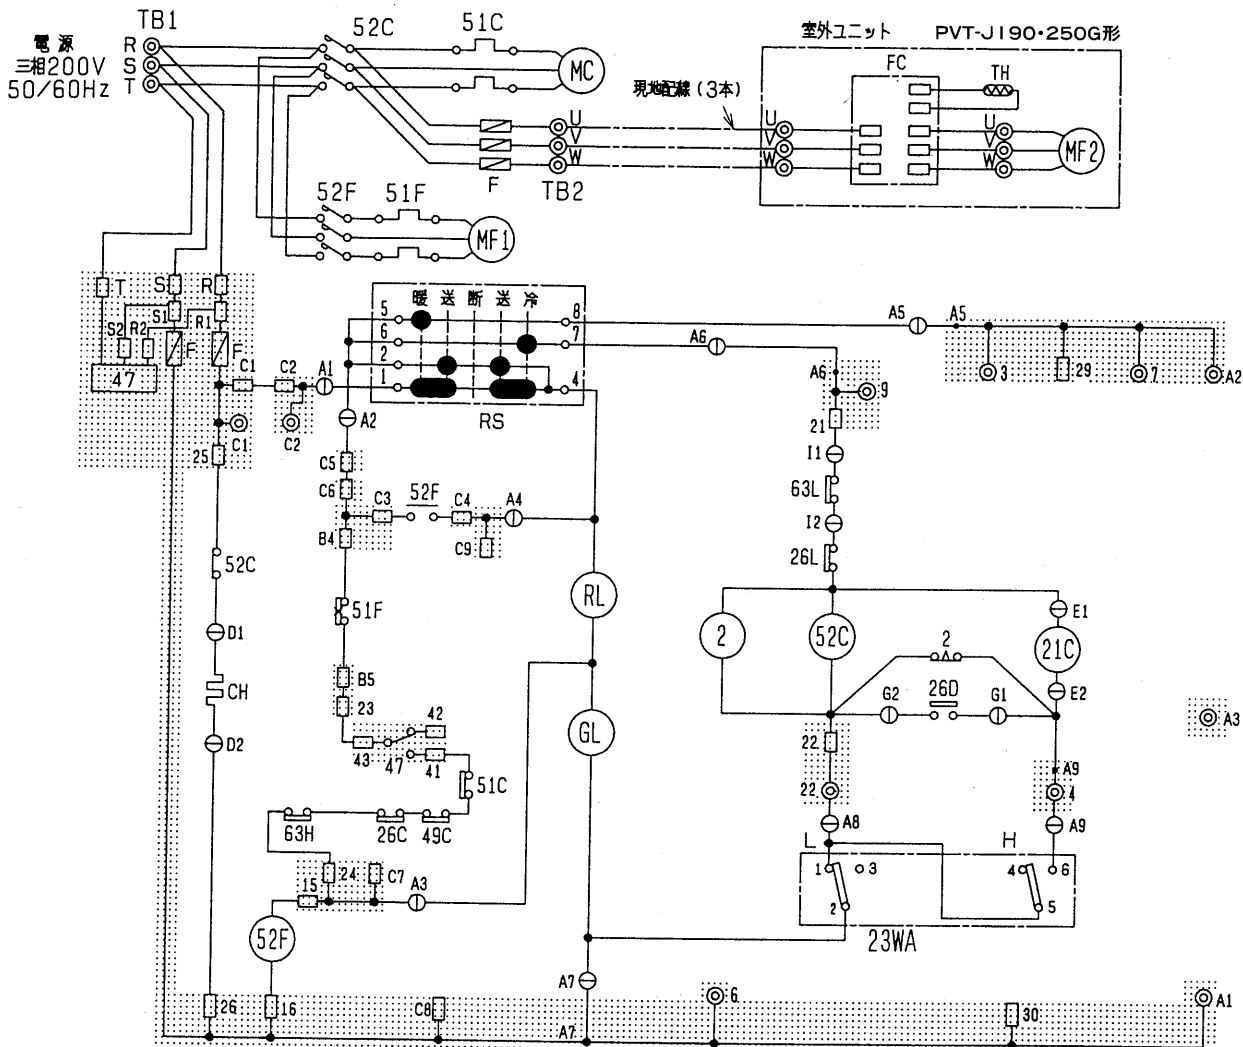 TB1
52C
51C
電源
三相200V
50/60Hz
R
S
T
MC
室外ユニット PVT-J190・250G形
FC
TH
現地配線（3本）
U
V
W
F
TB2
U
V
W
U
V
W
MF2
52F
51F
MF1
T
S
R
S2
S1
R2
R1
F
F
47
C1
C2
A1
C1
C2
25
暖 送 断 送 冷
5
6
2
1
8
7
4
RS
A2
A6
A5
A5
3
29
7
A2
A6
9
21
I1
63L
I2
26L
C5
C6
C3
52F
C4
A4
C9
B4
52C
51F
RL
D1
CH
D2
B5
23
43
47
42
41
51C
GL
2
52C
21C
E1
E2
2
G2
26D
G1
A3
22
22
A8
A9
4
A9
63H
26C
49C
24
C7
A3
15
52F
L
H
1
3
2
4
6
5
23WA
26
16
C8
A7
A7
6
30
A1